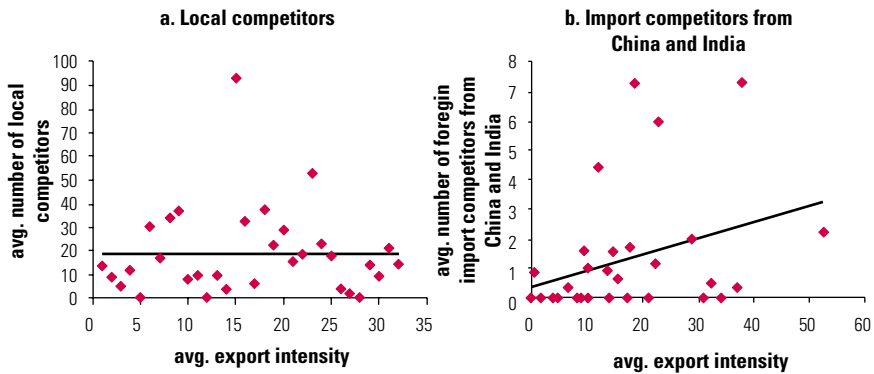 a. Local competitors
100
90
80
70
60
50
40
30
20
10
0
avg. number of local
competitors
0 5 10 15 20 25 30 35
avg. export intensity
b. Import competitors from
China and India
8
7
6
5
4
3
2
1
0
avg. number of foregin
import competitors from
China and India
0 10 20 30 40 50 60
avg. export intensity